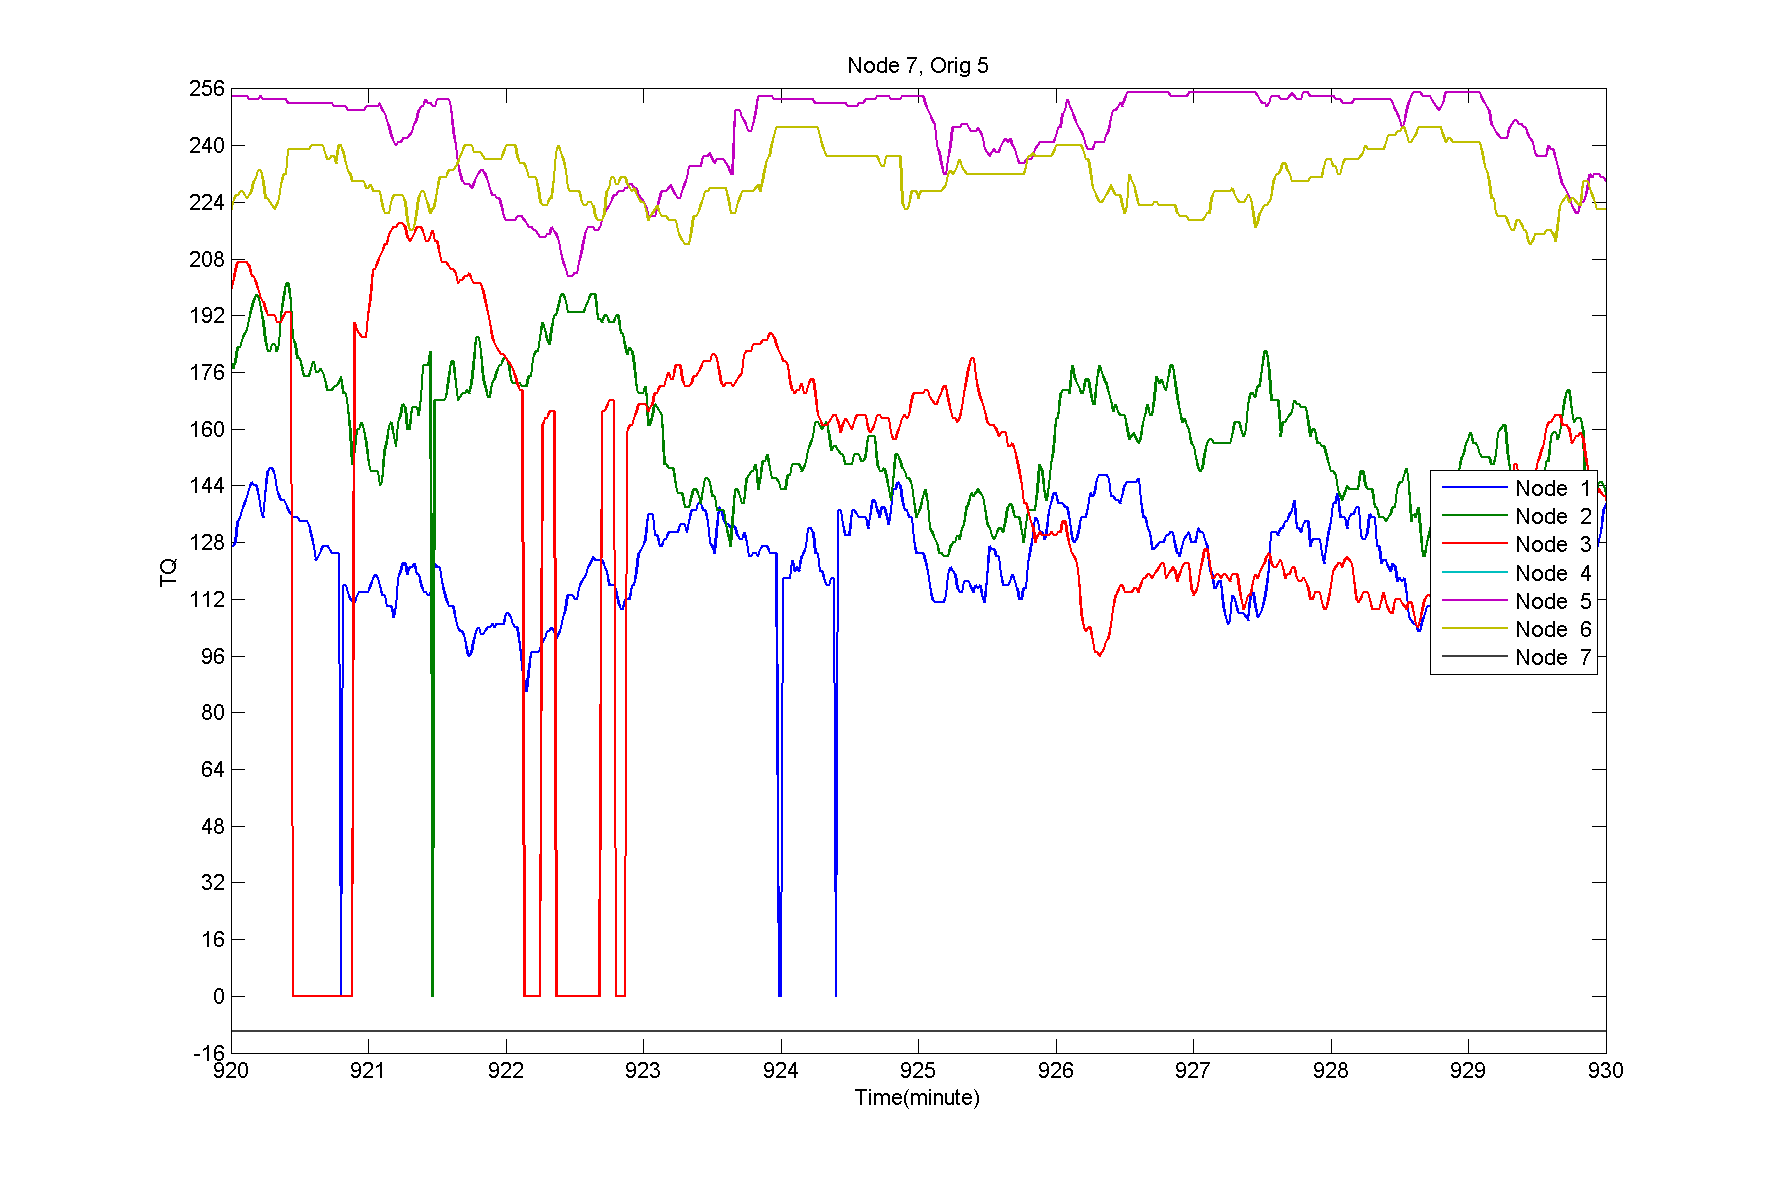 Node 7, Orig 5
256
240
224
208
192
176
160
144
128
112
96
80
64
48
32
16
0
-16
TQ
Node 1
Node 2
Node 3
Node 4
Node 5
Node 6
Node 7
920 921 922 923 924 925 926 927 928 929 930
Time(minute)